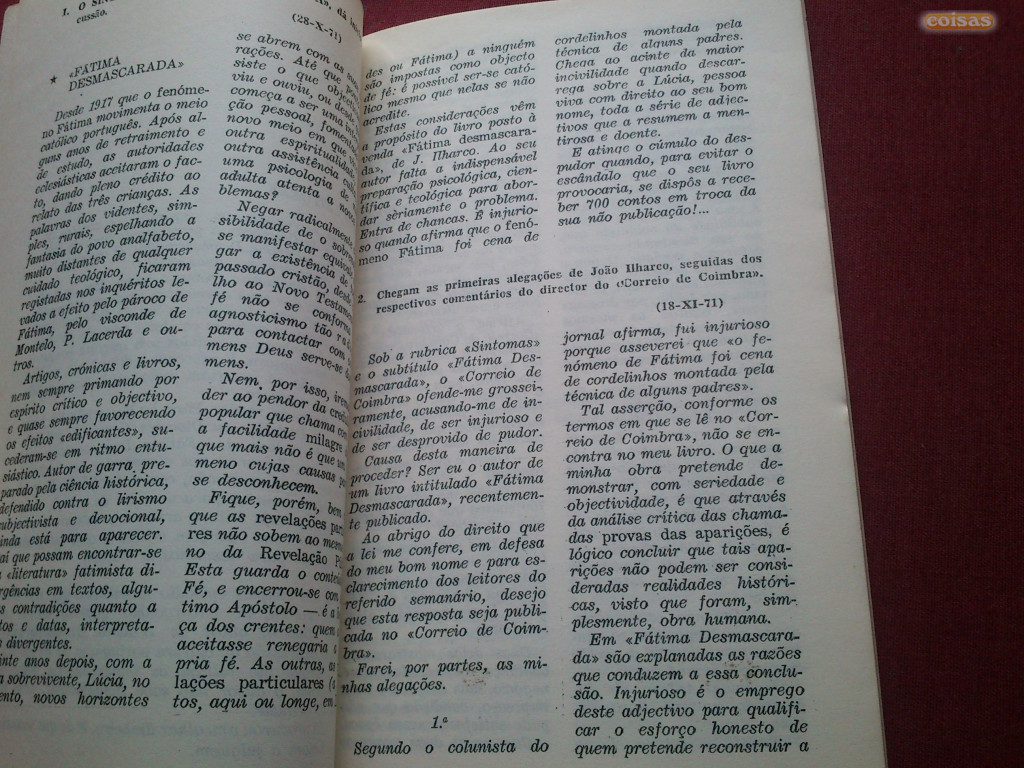 coisas
1. O SIN
cussão.
dá
(28-X-71)
★ «FÁTIMA
DESMASCARADA»
Desde 1917 que o fenóme-
no Fátima movimenta o meio
católico português. Após al-
guns anos de retraimento e
de estudo, as autoridades
eclesiásticas aceitaram o fac-
to, dando pleno crédito ao
relato das três crianças. As
palavras dos videntes, sim-
ples, rurais, espelhando a
fantasia do povo analfabeto,
muito distantes de qualquer
cuidado teológico, ficaram
registadas nos inquéritos le-
vados a efeito pelo pároco de
Fátima, pelo visconde de
Montelo, P. Lacerda e ou-
tros.
Artigos, crónicas e livros,
nem sempre primando por
espírito crítico e objectivo,
e quase sempre favorecendo
os efeitos «edificantes», su-
cederam-se em ritmo entu-
siástico. Autor de garra, pre-
parado pela ciência histórica,
defendido contra o lirismo
subjectivista e devocional,
ainda está para aparecer.
aí que possam encontrar-se
«literatura» fatimista di-
vergências em textos, algu-
contradições quanto a
e datas, interpreta-
divergentes.
anos depois, com a
sobrevivente, Lúcia, no
novos horizontes
se abrem com as
rações. Até que
siste o que objec
viu e ouviu, ou
começa a ser uma
ção pessoal, fomen
novo meio em que
outra espiritualidade
outra assistência
uma psicologia
adulta atenta a
blemas?
Negar radicalmente
sibilidade de o sobre
se manifestar equivale
gar a existência de
passado cristão, desde
lho ao Novo Testamen
fé não se conforma
agnosticismo tão
para contactar com
mens Deus serve-se
mens.
Nem, por isso, ire
der ao pendor da cre
popular que chama com
a facilidade milagre
que mais não é que um
meno cujas causas
se desconhecem.
Fique, porém, bem
que as revelações par
res não sobem ao mesmo
no da Revelação
Esta guarda o conte
Fé, e encerrou-se com
timo Apóstolo — é a
ça dos crentes: quem
aceitasse renegaria
pria fé. As outras, as
lações particulares (a
tos, aqui ou longe, em
des ou Fátima) a ninguém
são impostas como objecto
de fé: é possível ser-se cató-
lico mesmo que nelas se não
acredite.
Estas considerações vêm
a propósito do livro posto à
venda «Fátima desmascara-
da», de J. Ilharco. Ao seu
autor falta a indispensável
preparação psicológica, cien-
tífica e teológica para abor-
dar sèriamente o problema.
Entra de chancas. É injurio-
so quando afirma que o fenó-
meno Fátima foi cena de
cordelinhos montada pela
técnica de alguns padres.
Chega ao acinte da maior
incivilidade quando descar-
rega sobre a Lúcia, pessoa
viva com direito ao seu bom
nome, toda a série de adjec-
tivos que a resumem a men-
tirosa e doente.
E atinge o cúmulo do des-
pudor quando, para evitar o
escândalo que o seu livro
provocaria, se dispôs a rece-
ber 700 contos em troca da
sua não publicação!...
2. Chegam as primeiras alegações de João Ilharco, seguidas dos
respectivos comentários do director do «Correio de Coimbra».
(18-XI-71)
Sob a rubrica «Sintomas»
e o subtítulo «Fátima Des-
mascarada», o «Correio de
Coimbra» ofende-me grossei-
ramente, acusando-me de in-
civilidade, de ser injurioso e
de ser desprovido de pudor.
Causa desta maneira de
proceder? Ser eu o autor de
um livro intitulado «Fátima
Desmascarada», recentemen-
te publicado.
Ao abrigo do direito que
a lei me confere, em defesa
do meu bom nome e para es-
clarecimento dos leitores do
referido semanário, desejo
que esta resposta seja publi-
cada no «Correio de Coim-
bra».
Farei, por partes, as mi-
nhas alegações.
1.ª
Segundo o colunista do
jornal afirma, fui injurioso
porque asseverei que «o fe-
nómeno de Fátima foi cena
de cordelinhos montada pela
técnica de alguns padres».
Tal asserção, conforme os
termos em que se lê no «Cor-
reio de Coimbra», não se en-
contra no meu livro. O que a
minha obra pretende de-
monstrar, com seriedade e
objectividade, é que através
da análise crítica das chama-
das provas das aparições, é
lógico concluir que tais apa-
rições não podem ser consi-
deradas realidades históri-
cas, visto que foram, sim-
plesmente, obra humana.
Em «Fátima Desmascara-
da» são explanadas as razões
que conduzem a essa conclu-
são. Injurioso é o emprego
deste adjectivo para qualifi-
car o esforço honesto de
quem pretende reconstruir a